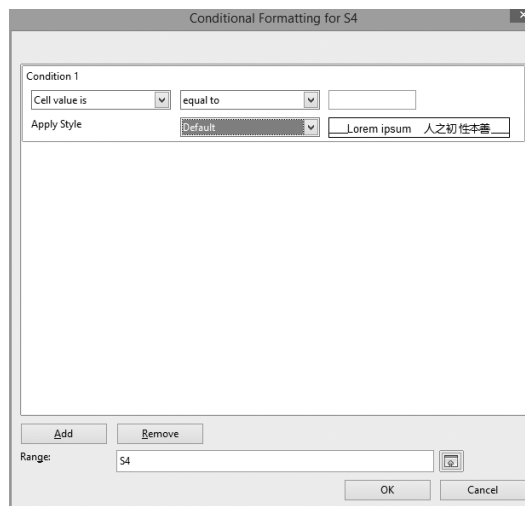 Conditional Formatting for S4
Condition 1
Cell value is equal to
Apply Style Default Lorem ipsum 人之初 性本善
Add Remove
Range: S4
OK Cancel